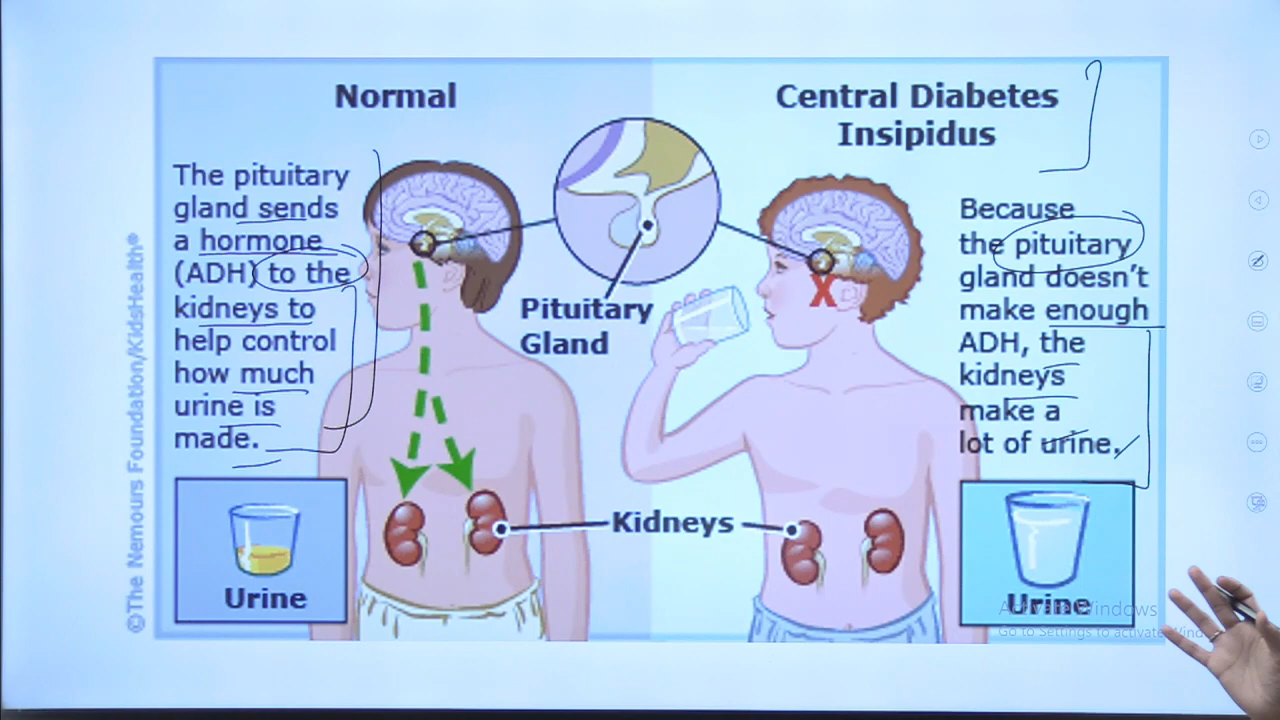 Normal
The pituitary
gland sends
a hormone
(ADH) to the
kidneys to
help control
how much
urine is
made.
Urine
Pituitary
Gland
Kidneys
Central Diabetes
Insipidus
Because
the pituitary
gland doesn't
make enough
ADH, the
kidneys
make a
lot of urine.
Urine
©The Nemours Foundation/KidsHealth®
Activate Windows
Go to Settings to activate Wind